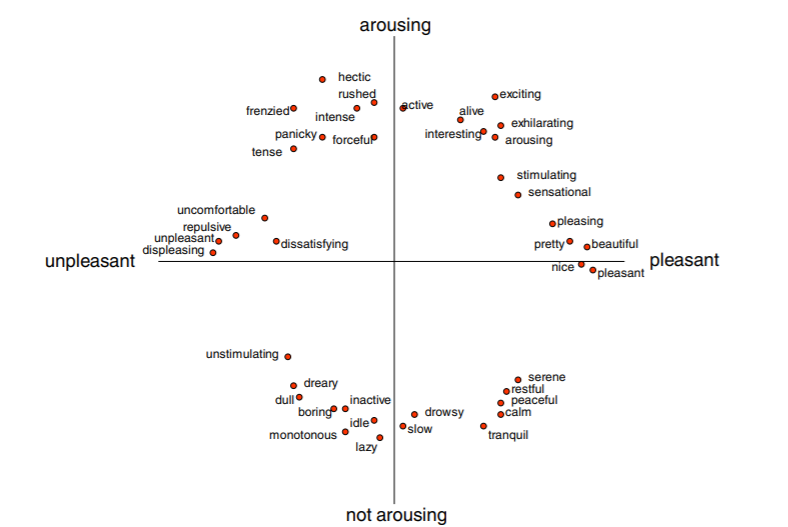 arousing
hectic
rushed
exciting
frenzied
active
intense
alive
exhilarating
panicky
forceful
interesting
arousing
tense
stimulating
sensational
uncomfortable
pleasing
repulsive
unpleasant
dissatisfying
pretty
beautiful
displeasing
unpleasant
pleasant
nice
pleasant
unstimulating
serene
dreary
restful
dull
inactive
peaceful
boring
drowsy
calm
idle
slow
monotonous
tranquil
lazy
not arousing